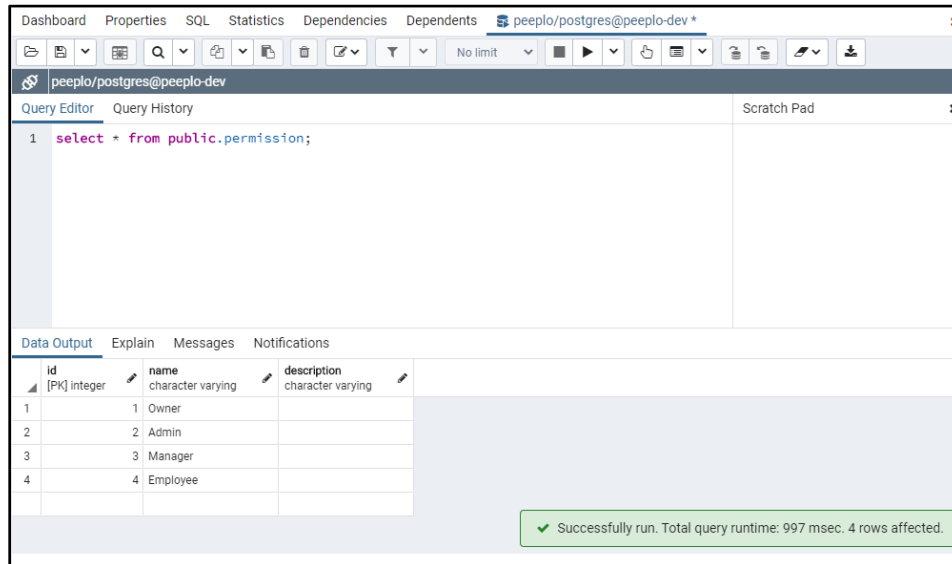 Dashboard Properties SQL Statistics Dependencies Dependents peeplo/postgres@peeplo-dev *
No limit
peeplo/postgres@peeplo-dev
Query Editor Query History Scratch Pad
1 select * from public.permission;
Data Output Explain Messages Notifications
id name description
[PK] integer character varying character varying
1 1 Owner
2 2 Admin
3 3 Manager
4 4 Employee
Successfully run. Total query runtime: 997 msec. 4 rows affected.